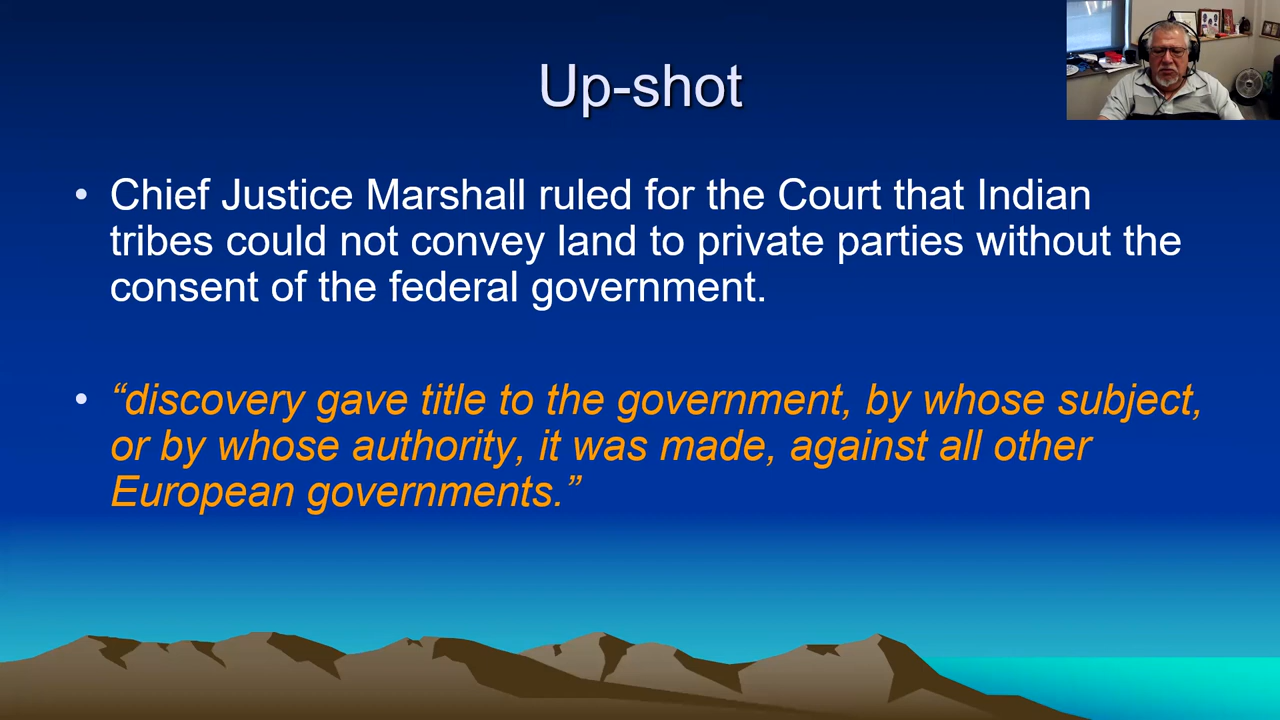 Up-shot
• Chief Justice Marshall ruled for the Court that Indian
tribes could not convey land to private parties without the
consent of the federal government.
• “discovery gave title to the government, by whose subject,
or by whose authority, it was made, against all other
European governments.”